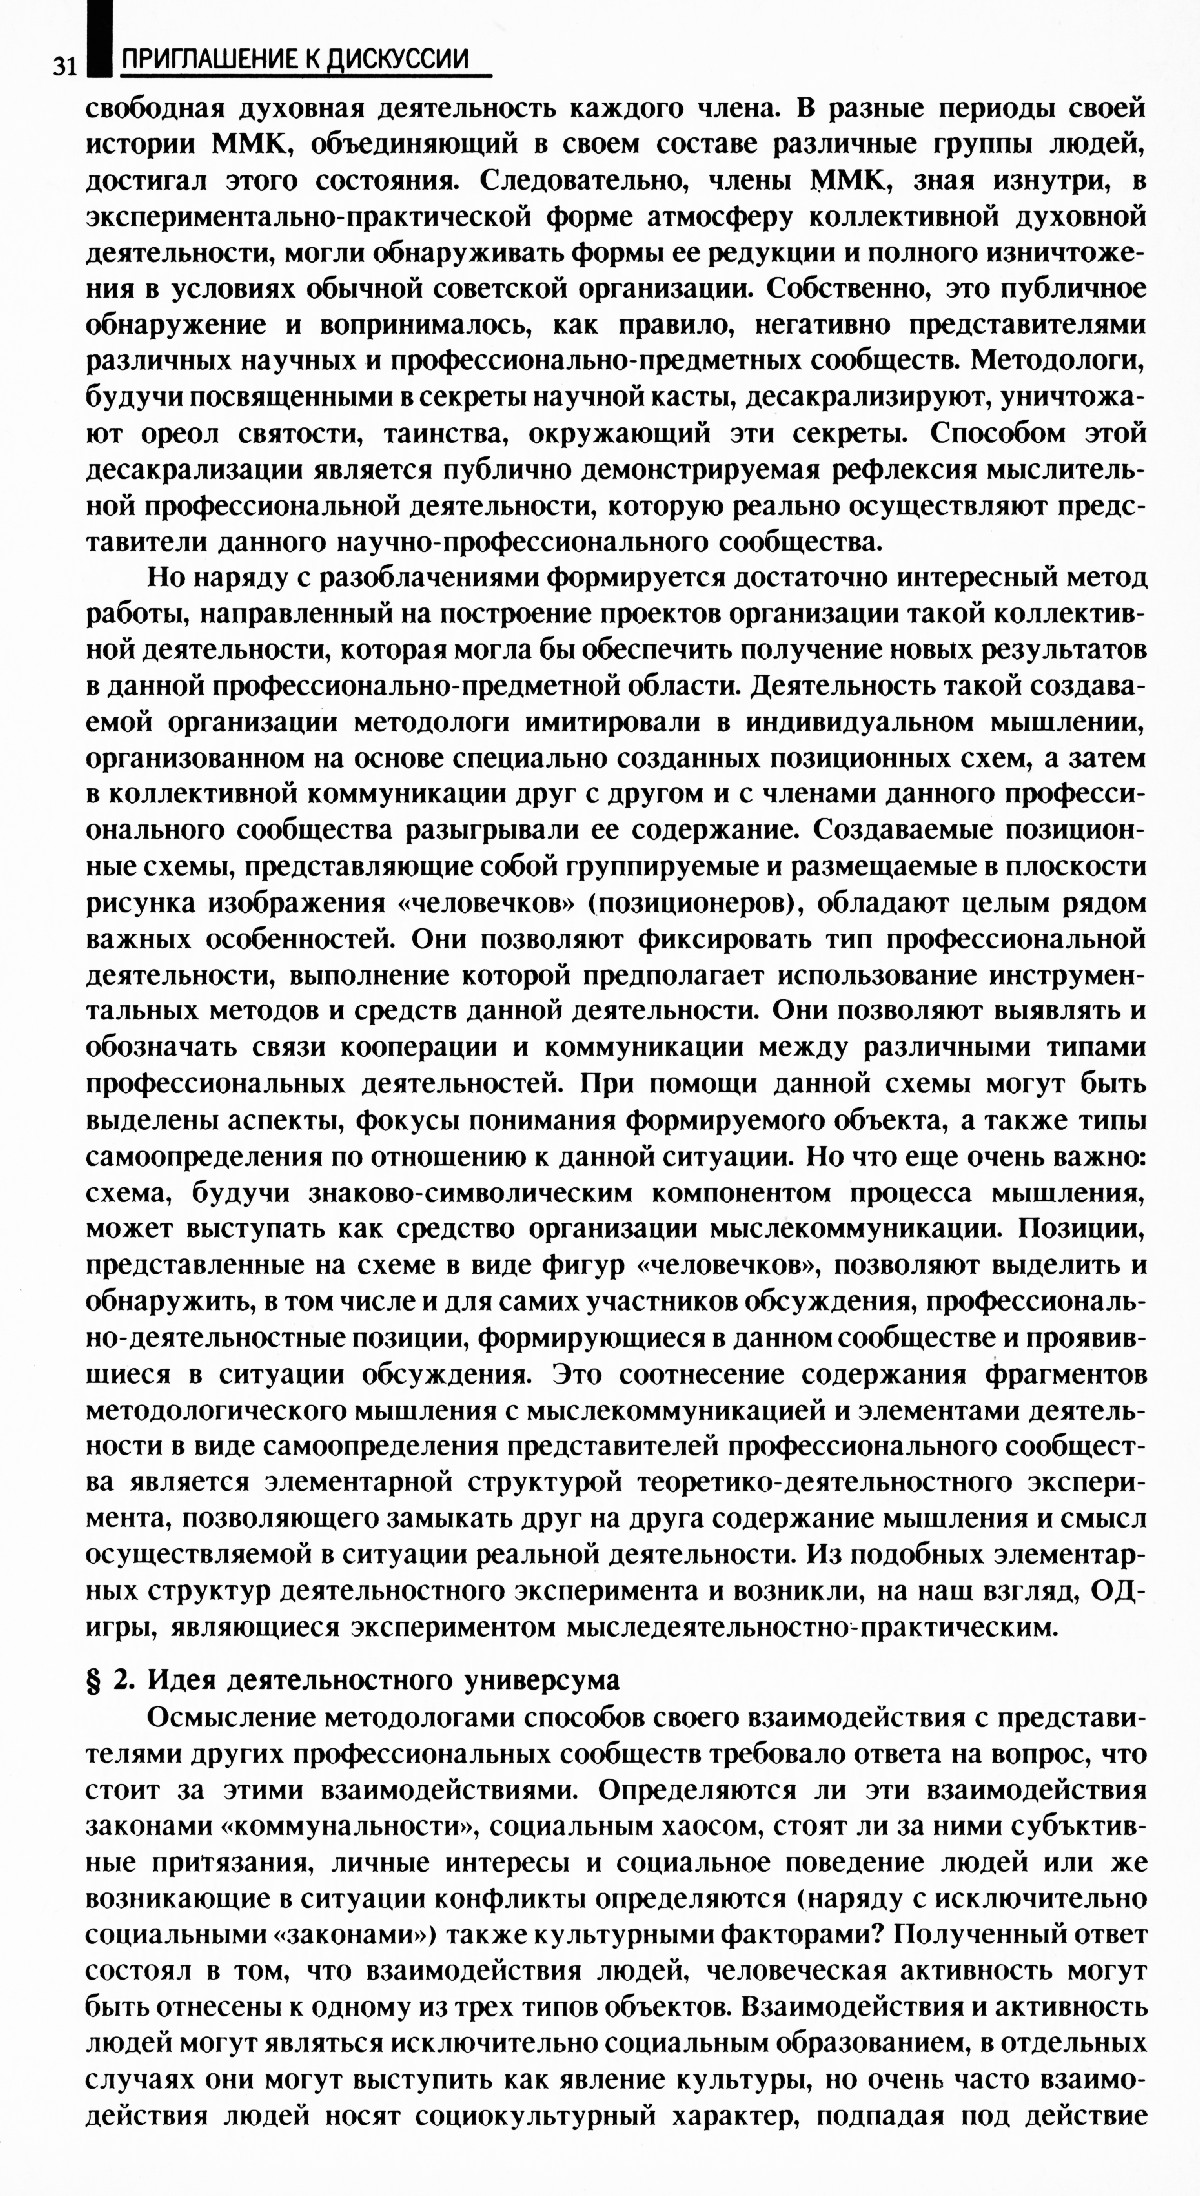 31 ПРИГЛАШЕНИЕ К ДИСКУССИИ
свободная духовная деятельность каждого члена. В разные периоды своей
истории ММК, объединяющий в своем составе различные группы людей,
достигал этого состояния. Следовательно, члены ММК, зная изнутри, в
экспериментально-практической форме атмосферу коллективной духовной
деятельности, могли обнаруживать формы ее редукции и полного изничтоже-
ния в условиях обычной советской организации. Собственно, это публичное
обнаружение и вопринималось, как правило, негативно представителями
различных научных и профессионально-предметных сообществ. Методологи,
будучи посвященными в секреты научной касты, десакрализируют, уничтожа-
ют ореол святости, таинства, окружающий эти секреты. Способом этой
десакрализации является публично демонстрируемая рефлексия мыслитель-
ной профессиональной деятельности, которую реально осуществляют предс-
тавители данного научно-профессионального сообщества.
Но наряду с разоблачениями формируется достаточно интересный метод
работы, направленный на построение проектов организации такой коллектив-
ной деятельности, которая могла бы обеспечить получение новых результатов
в данной профессионально-предметной области. Деятельность такой создава-
емой организации методологи имитировали в индивидуальном мышлении,
организованном на основе специально созданных позиционных схем, а затем
в коллективной коммуникации друг с другом и с членами данного професси-
онального сообщества разыгрывали ее содержание. Создаваемые позицион-
ные схемы, представляющие собой группируемые и размещаемые в плоскости
рисунка изображения «человечков» (позиционеров), обладают целым рядом
важных особенностей. Они позволяют фиксировать тип профессиональной
деятельности, выполнение которой предполагает использование инструмен-
тальных методов и средств данной деятельности. Они позволяют выявлять и
обозначать связи кооперации и коммуникации между различными типами
профессиональных деятельностей. При помощи данной схемы могут быть
выделены аспекты, фокусы понимания формируемого объекта, а также типы
самоопределения по отношению к данной ситуации. Но что еще очень важно:
схема, будучи знаково-символическим компонентом процесса мышления,
может выступать как средство организации мыслекоммуникации. Позиции,
представленные на схеме в виде фигур «человечков», позволяют выделить и
обнаружить, в том числе и для самих участников обсуждения, профессиональ-
но-деятельностные позиции, формирующиеся в данном сообществе и проявив-
шиеся в ситуации обсуждения. Это соотнесение содержания фрагментов
методологического мышления с мыслекоммуникацией и элементами деятель-
ности в виде самоопределения представителей профессионального сообщест-
ва является элементарной структурой теоретико-деятельностного экспери-
мента, позволяющего замыкать друг на друга содержание мышления и смысл
осуществляемой в ситуации реальной деятельности. Из подобных элементар-
ных структур деятельностного эксперимента и возникли, на наш взгляд, ОД-
игры, являющиеся экспериментом мыследеятельностно-практическим.
§ 2. Идея деятельностного универсума
Осмысление методологами способов своего взаимодействия с представи-
телями других профессиональных сообществ требовало ответа на вопрос, что
стоит за этими взаимодействиями. Определяются ли эти взаимодействия
законами «коммунальности», социальным хаосом, стоят ли за ними субъктив-
ные притязания, личные интересы и социальное поведение людей или же
возникающие в ситуации конфликты определяются (наряду с исключительно
социальными «законами») также культурными факторами? Полученный ответ
состоял в том, что взаимодействия людей, человеческая активность могут
быть отнесены к одному из трех типов объектов. Взаимодействия и активность
людей могут являться исключительно социальным образованием, в отдельных
случаях они могут выступить как явление культуры, но очень часто взаимо-
действия людей носят социокультурный характер, подпадая под действие